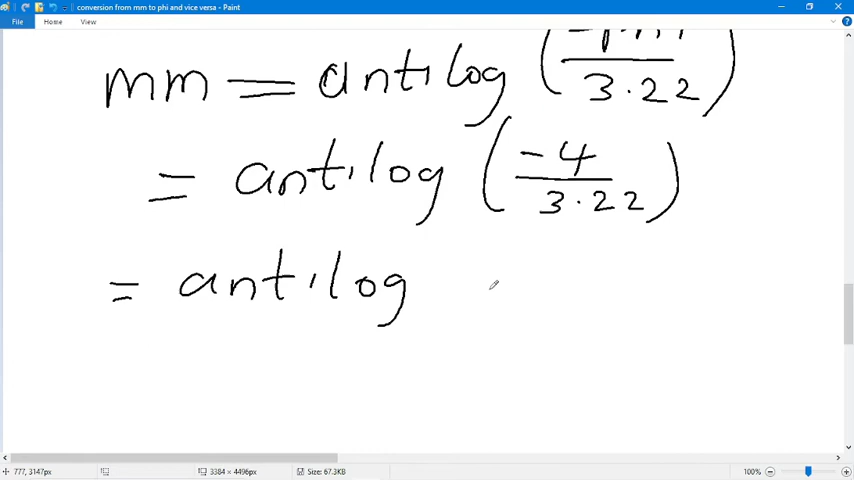 conversion from mm to phi and vice versa - Paint
File Home View
mm = antilog ( / 3.22)
= antilog (-4 / 3.22)
= antilog
777, 3147px 3384 × 4496px Size: 67.3KB 100%